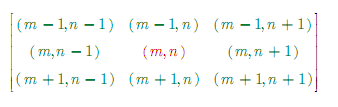 (m − 1,n − 1) (m − 1,n) (m − 1,n + 1)
(m,n − 1) (m,n) (m,n + 1)
(m + 1,n − 1) (m + 1,n) (m + 1,n + 1)